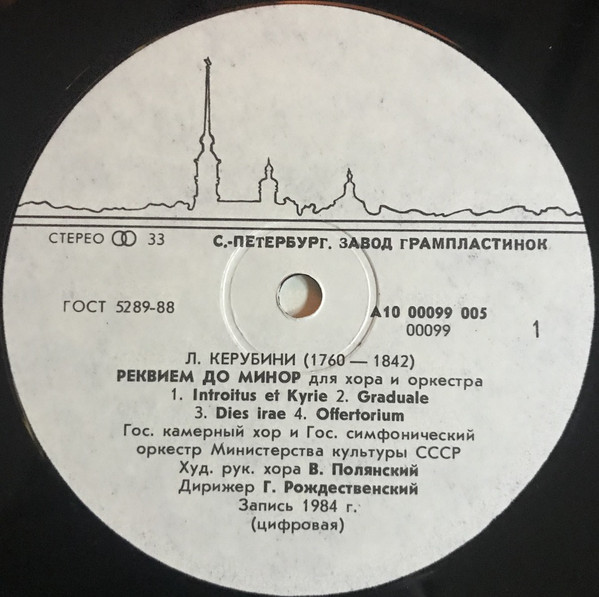 СТЕРЕО 33
С.-ПЕТЕРБУРГ. ЗАВОД ГРАМПЛАСТИНОК
ГОСТ 5289-88
А10 00099 005
00099
1
Л. КЕРУБИНИ (1760 — 1842)
РЕКВИЕМ ДО МИНОР для хора и оркестра
1. Introitus et Kyrie 2. Graduale
3. Dies irae 4. Offertorium
Гос. камерный хор и Гос. симфонический
оркестр Министерства культуры СССР
Худ. рук. хора В. Полянский
Дирижер Г. Рождественский
Запись 1984 г.
(цифровая)